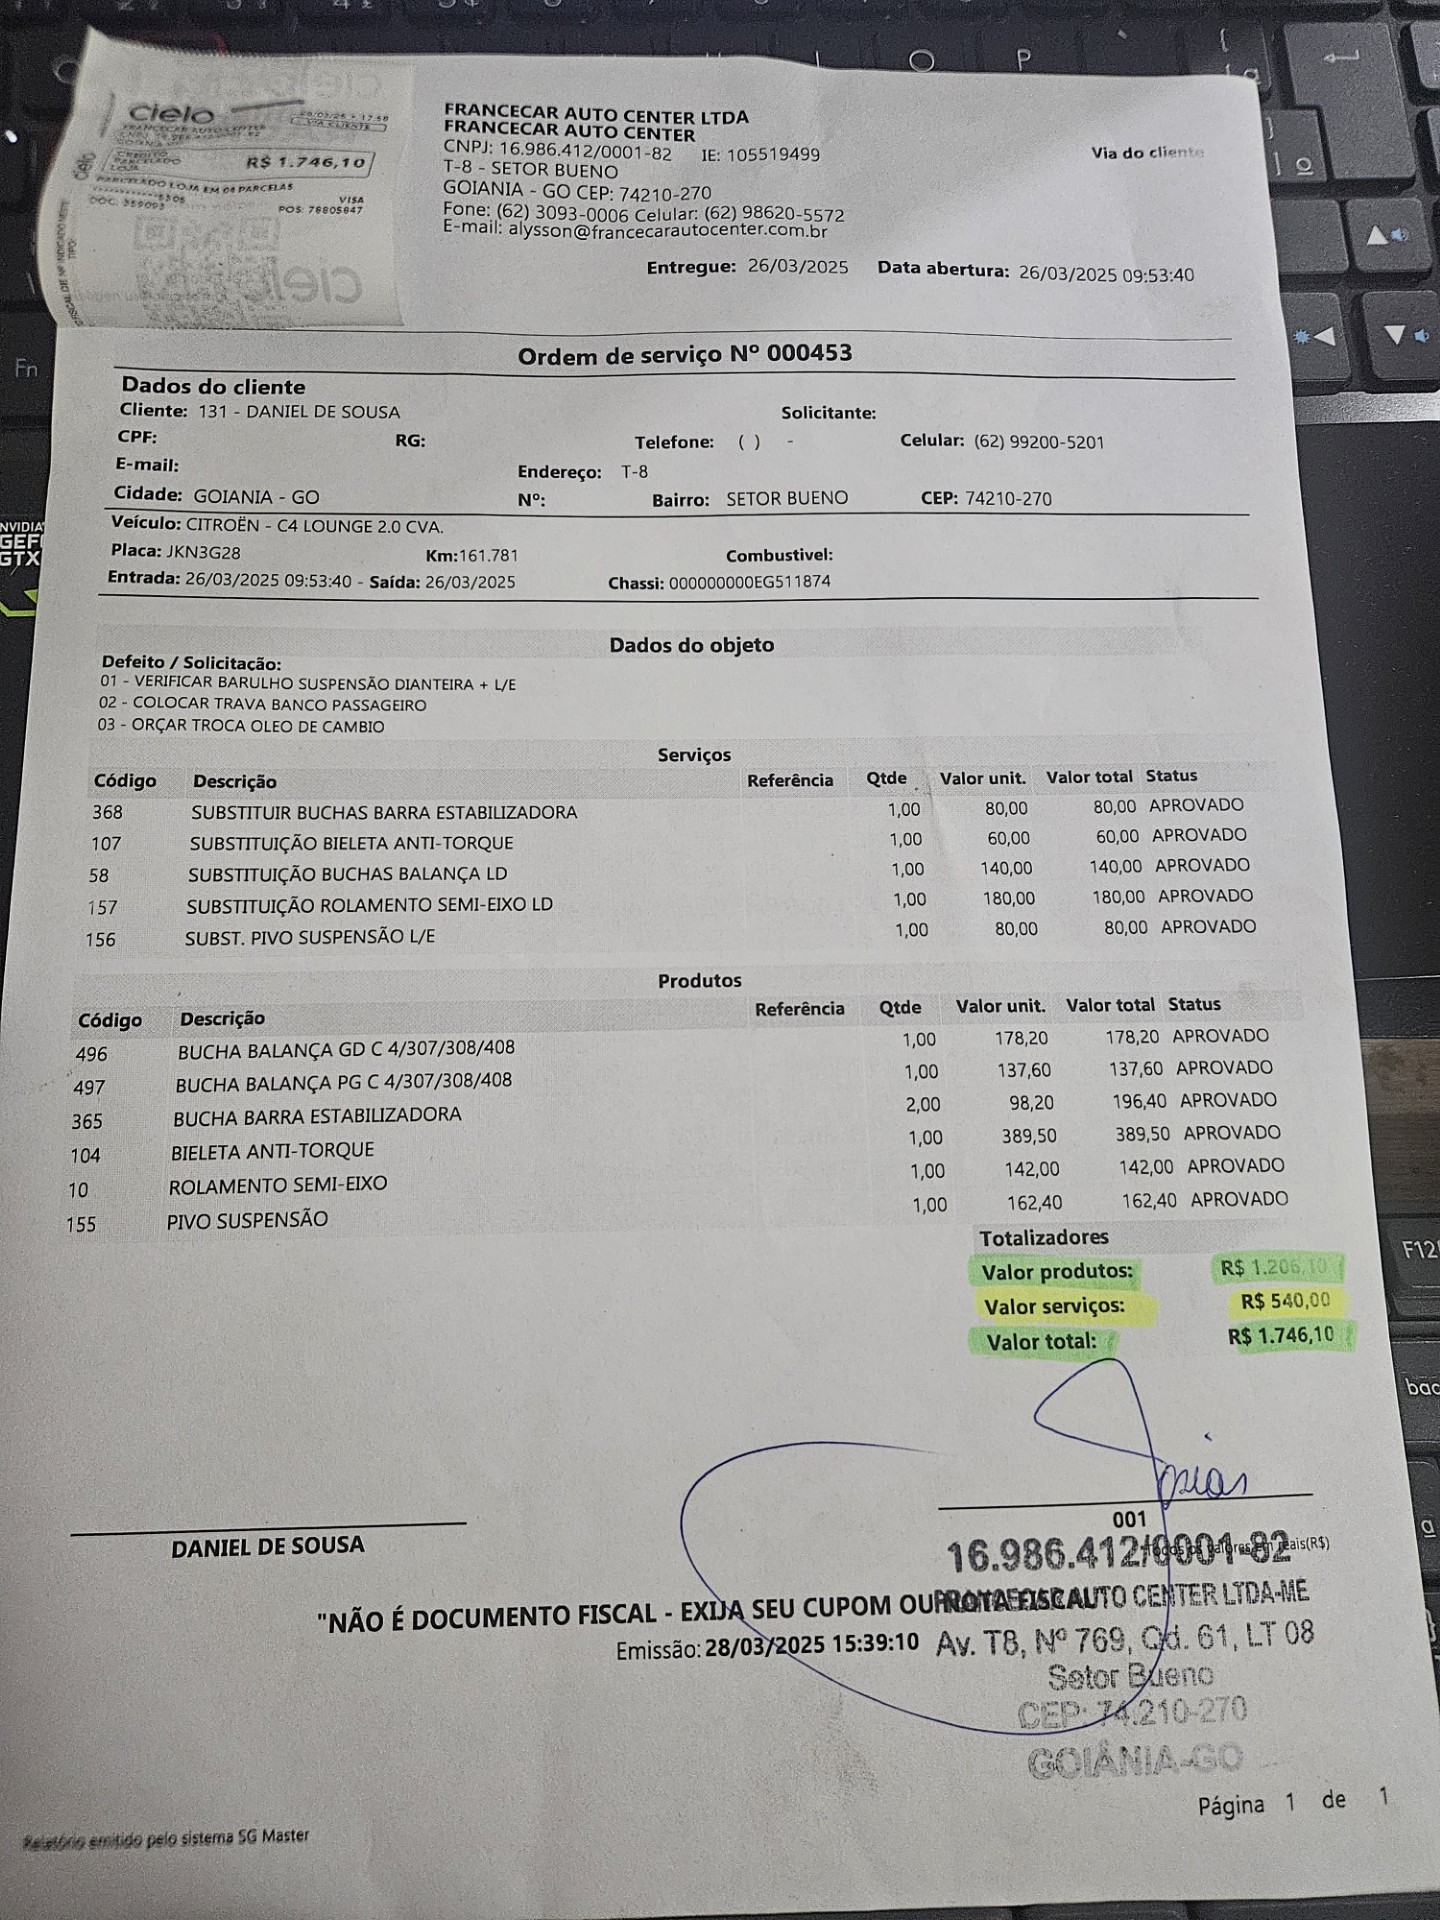 cielo
VIA CLIENTE
R$ 1.746,10
PARCELADO LOJA EM 06 PARCELAS
VISA
DOC: 359093
POS: 76805847
FRANCECAR AUTO CENTER LTDA
FRANCECAR AUTO CENTER
CNPJ: 16.986.412/0001-82 IE: 105519499
T-8 - SETOR BUENO
GOIANIA - GO CEP: 74210-270
Fone: (62) 3093-0006 Celular: (62) 98620-5572
E-mail: alysson@francecarautocenter.com.br
Via do cliente
Entregue: 26/03/2025 Data abertura: 26/03/2025 09:53:40
Ordem de serviço Nº 000453
Dados do cliente
Cliente: 131 - DANIEL DE SOUSA Solicitante:
CPF: RG: Telefone: ( ) - Celular: (62) 99200-5201
E-mail: Endereço: T-8
Cidade: GOIANIA - GO Nº: Bairro: SETOR BUENO CEP: 74210-270
Veículo: CITROËN - C4 LOUNGE 2.0 CVA.
Placa: JKN3G28 Km:161.781 Combustivel:
Entrada: 26/03/2025 09:53:40 - Saída: 26/03/2025 Chassi: 000000000EG511874
Dados do objeto
Defeito / Solicitação:
01 - VERIFICAR BARULHO SUSPENSÃO DIANTEIRA + L/E
02 - COLOCAR TRAVA BANCO PASSAGEIRO
03 - ORÇAR TROCA OLEO DE CAMBIO
Serviços
Código Descrição Referência Qtde Valor unit. Valor total Status
368 SUBSTITUIR BUCHAS BARRA ESTABILIZADORA 1,00 80,00 80,00 APROVADO
107 SUBSTITUIÇÃO BIELETA ANTI-TORQUE 1,00 60,00 60,00 APROVADO
58 SUBSTITUIÇÃO BUCHAS BALANÇA LD 1,00 140,00 140,00 APROVADO
157 SUBSTITUIÇÃO ROLAMENTO SEMI-EIXO LD 1,00 180,00 180,00 APROVADO
156 SUBST. PIVO SUSPENSÃO L/E 1,00 80,00 80,00 APROVADO
Produtos
Código Descrição Referência Qtde Valor unit. Valor total Status
496 BUCHA BALANÇA GD C 4/307/308/408 1,00 178,20 178,20 APROVADO
497 BUCHA BALANÇA PG C 4/307/308/408 1,00 137,60 137,60 APROVADO
365 BUCHA BARRA ESTABILIZADORA 2,00 98,20 196,40 APROVADO
104 BIELETA ANTI-TORQUE 1,00 389,50 389,50 APROVADO
10 ROLAMENTO SEMI-EIXO 1,00 142,00 142,00 APROVADO
155 PIVO SUSPENSÃO 1,00 162,40 162,40 APROVADO
Totalizadores
Valor produtos: R$ 1.206,10
Valor serviços: R$ 540,00
Valor total: R$ 1.746,10
DANIEL DE SOUSA
001
16.986.412/0001-82
"NÃO É DOCUMENTO FISCAL - EXIJA SEU CUPOM OU NOTA FISCAL
AUTO CENTER LTDA-ME
Emissão: 28/03/2025 15:39:10
Av. T8, Nº 769, Qd. 61, LT 08
Setor Bueno
CEP: 74.210-270
GOIÂNIA-GO
Página 1 de 1
Relatório emitido pelo sistema SG Master